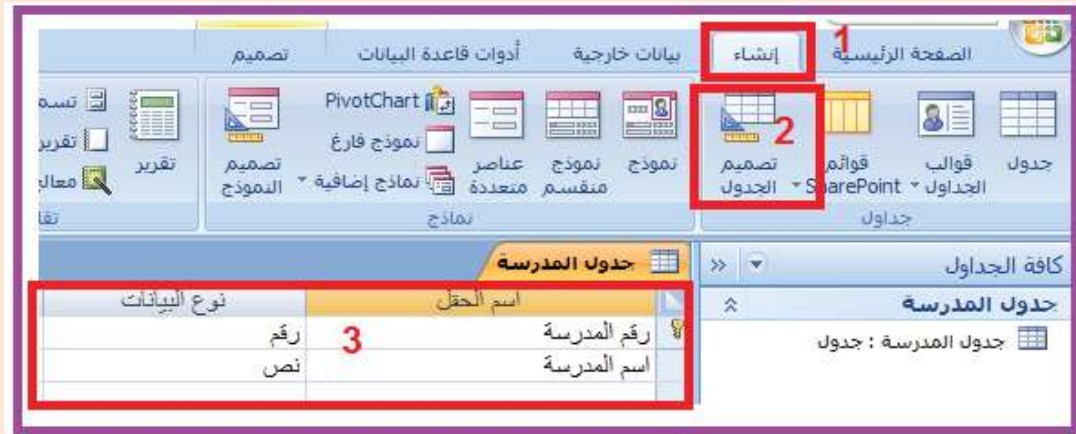 1
الصفحة الرئيسية إنشاء بيانات خارجية أدوات قاعدة البيانات تصميم
2
جدول
قوالب الجداول
قوائم SharePoint
تصميم الجدول
جداول
نموذج
نموذج منقسم
عناصر متعددة
PivotChart
نموذج فارغ
نماذج إضافية
تصميم النموذج
نماذج
تقرير
كافة الجداول
جدول المدرسة
جدول المدرسة : جدول
جدول المدرسة
3
اسم الحقل نوع البيانات
رقم المدرسة رقم
اسم المدرسة نص